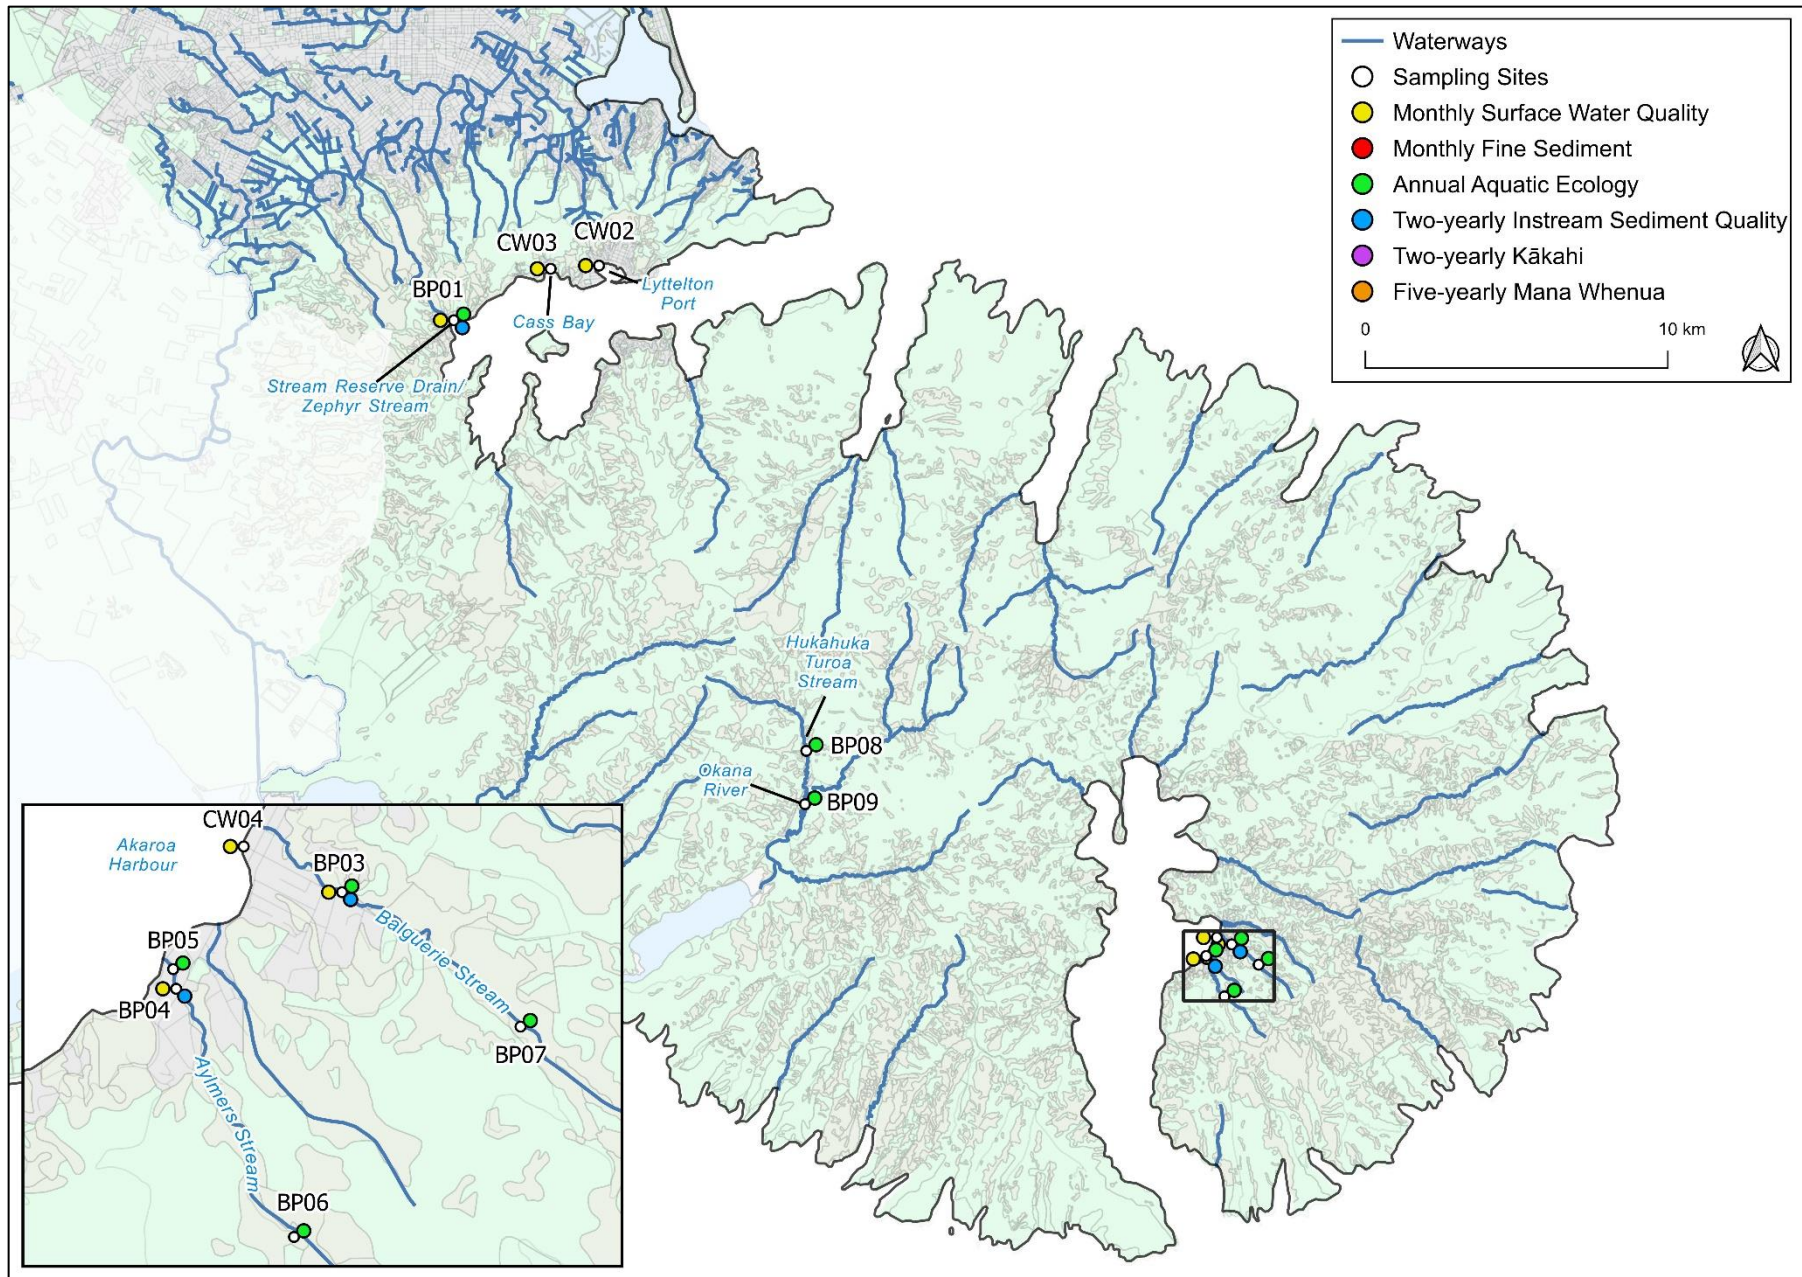 Waterways
Sampling Sites
Monthly Surface Water Quality
Monthly Fine Sediment
Annual Aquatic Ecology
Two-yearly Instream Sediment Quality
Two-yearly Kākahi
Five-yearly Mana Whenua
0
10 km
CW03
CW02
BP01
Lyttelton
Port
Cass Bay
Stream Reserve Drain/
Zephyr Stream
Hukahuka
Turoa
Stream
BP08
Okana
River
BP09
CW04
Akaroa
Harbour
BP03
Balguerie Stream
BP05
BP04
BP07
Aylmers Stream
BP06